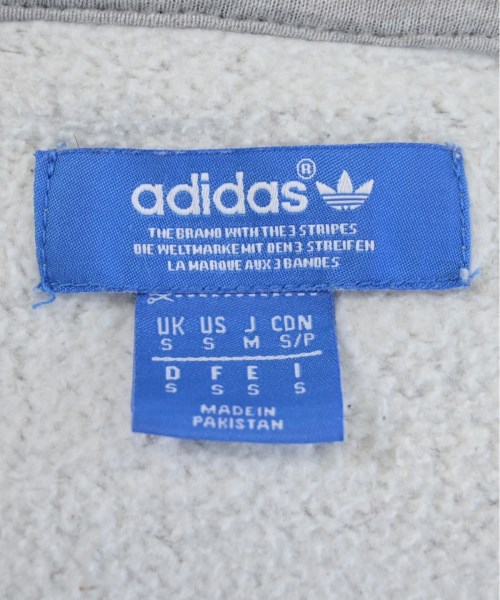 adidas®
THE BRAND WITH THE 3 STRIPES
DIE WELTMARKE MIT DEN 3 STREIFEN
LA MARQUE AUX 3 BANDES
UK US J CDN
S S M S/P
D F E I
S S S S
MADE IN
PAKISTAN